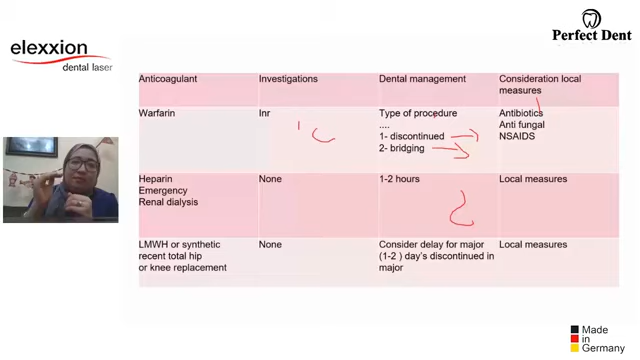 elexxion
dental laser
Perfect Dent
Anticoagulant
Investigations
Dental management
Consideration local
measures
Warfarin
Inr
Type of procedure
....
1- discontinued
2- bridging
Antibiotics
Anti fungal
NSAIDS
Heparin
Emergency
Renal dialysis
None
1-2 hours
Local measures
LMWH or synthetic
recent total hip
or knee replacement
None
Consider delay for major
(1-2 ) day's discontinued in
major
Local measures
Made
in
Germany